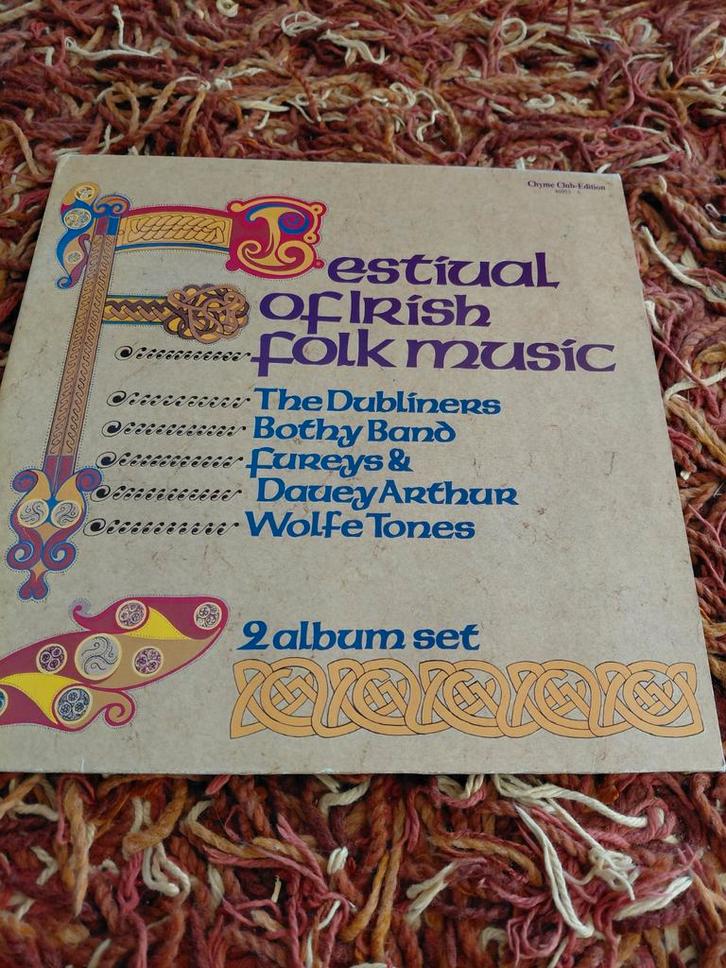 Chyme Club-Edition
Festival
of Irish
folk music
The Dubliners
Bothy Band
Fureys &
Davey Arthur
Wolfe Tones
2 album set